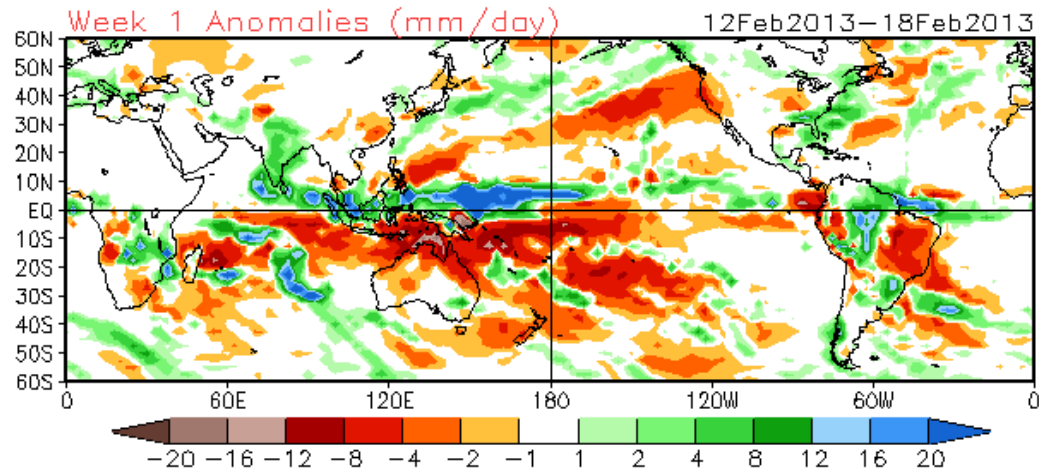 Week 1 Anomalies (mm/day) 12Feb2013−18Feb2013
60N
50N
40N
30N
20N
10N
EQ
10S
20S
30S
40S
50S
60S
0 60E 120E 180 120W 60W 0
−20 −16 −12 −8 −4 −2 −1 1 2 4 8 12 16 20